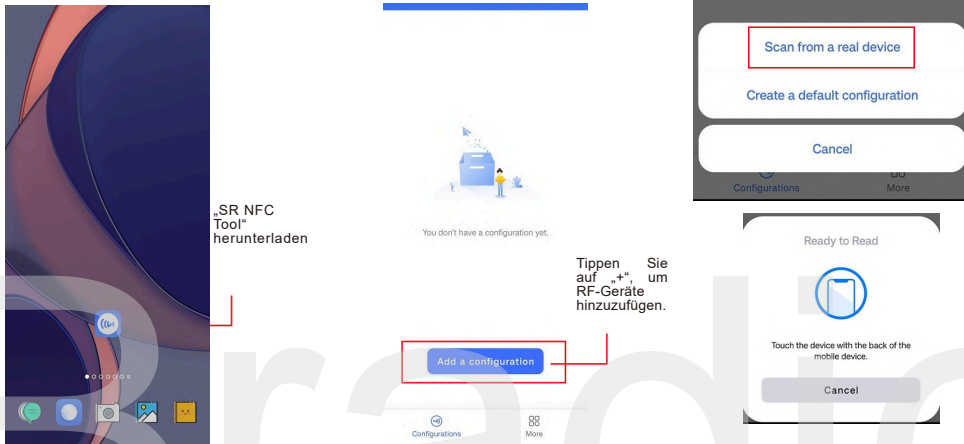 „SR NFC
Tool“
herunterladen
You don't have a configuration yet.
Tippen Sie
auf „+“, um
RF-Geräte
hinzuzufügen.
Add a configuration
Configurations
More
Scan from a real device
Create a default configuration
Cancel
Configurations
More
Ready to Read
Touch the device with the back of the
mobile device.
Cancel